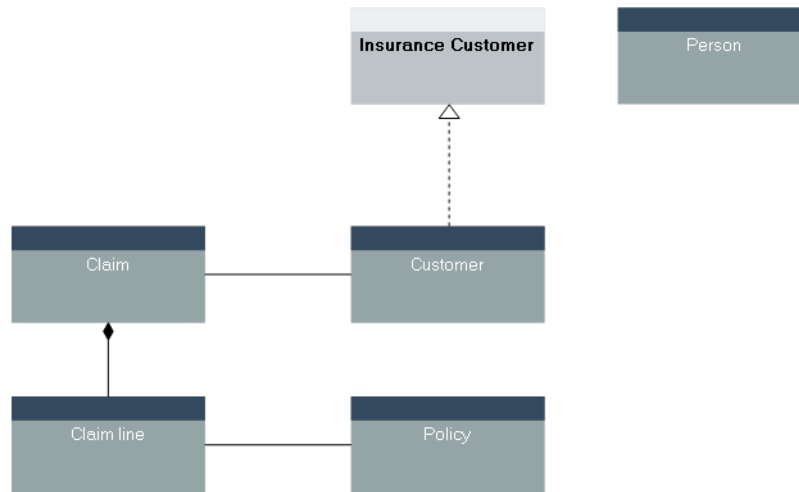 Insurance Customer
Person
Claim
Customer
Claim line
Policy